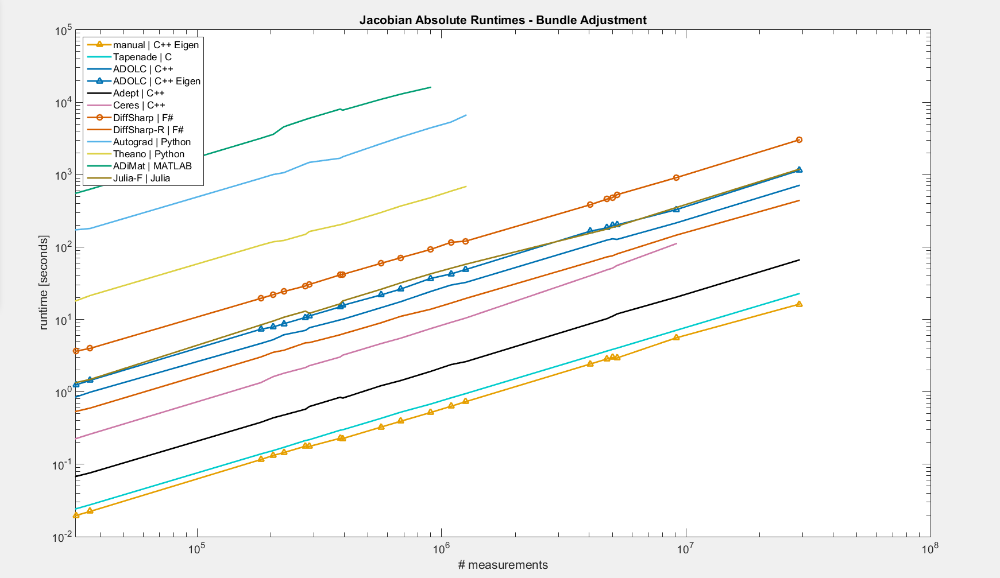 Jacobian Absolute Runtimes - Bundle Adjustment
10^5
10^4
10^3
10^2
10^1
10^0
10^-1
10^-2
runtime [seconds]
manual | C++ Eigen
Tapenade | C
ADOLC | C++
ADOLC | C++ Eigen
Adept | C++
Ceres | C++
DiffSharp | F#
DiffSharp-R | F#
Autograd | Python
Theano | Python
ADiMat | MATLAB
Julia-F | Julia
10^5
10^6
10^7
10^8
# measurements